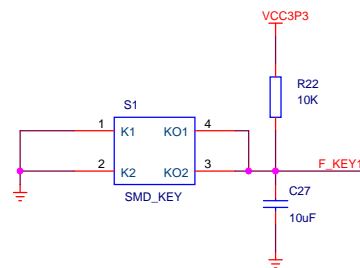 VCC3P3
R22
10K
S1
1 K1 KO1 4
2 K2 KO2 3
SMD_KEY
F_KEY1
C27
10uF